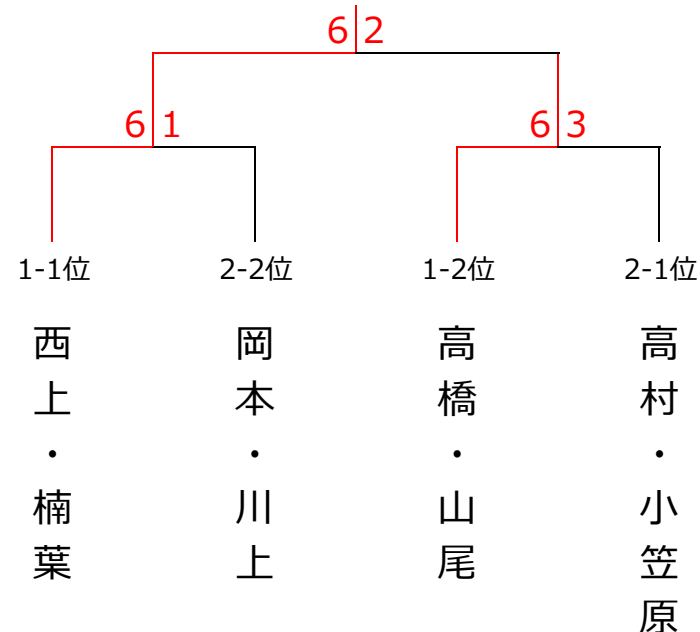 6 2
6 1
6 3
1-1位
2-2位
1-2位
2-1位
西上・楠葉
岡本・川上
高橋・山尾
高村・小笠原